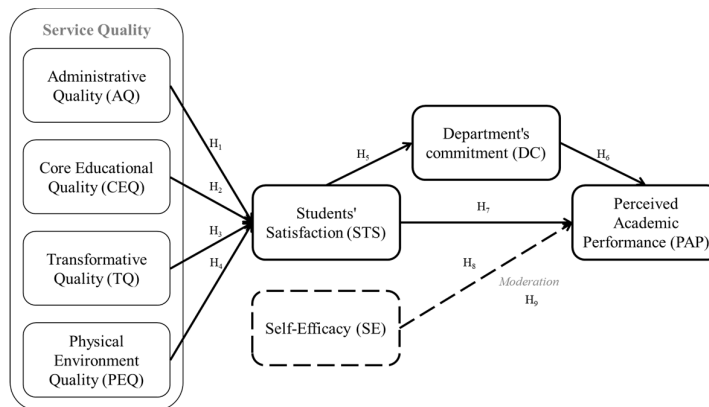 Service Quality
Administrative
Quality (AQ)
Core Educational
Quality (CEQ)
Transformative
Quality (TQ)
Physical
Environment
Quality (PEQ)
H1
H2
H3
H4
Students'
Satisfaction (STS)
Self-Efficacy (SE)
H5
Department's
commitment (DC)
H6
H7
H8
Moderation
H9
Perceived
Academic
Performance (PAP)